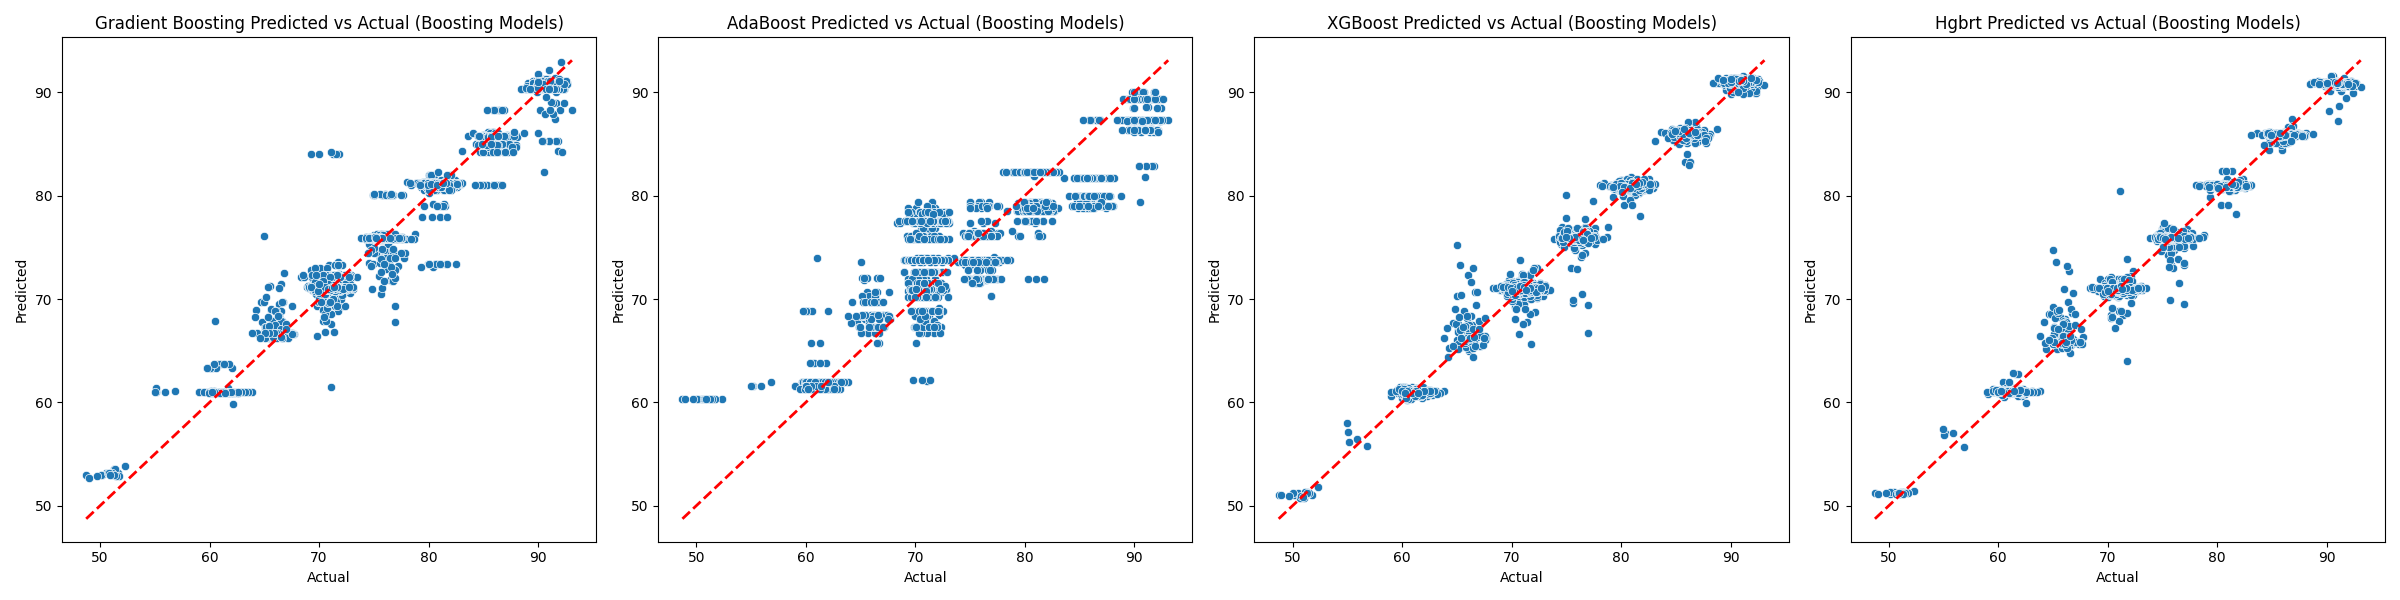 Gradient Boosting Predicted vs Actual (Boosting Models)
Predicted
90
80
70
60
50
50 60 70 80 90
Actual
AdaBoost Predicted vs Actual (Boosting Models)
Predicted
90
80
70
60
50
50 60 70 80 90
Actual
XGBoost Predicted vs Actual (Boosting Models)
Predicted
90
80
70
60
50
50 60 70 80 90
Actual
Hgbrt Predicted vs Actual (Boosting Models)
Predicted
90
80
70
60
50
50 60 70 80 90
Actual